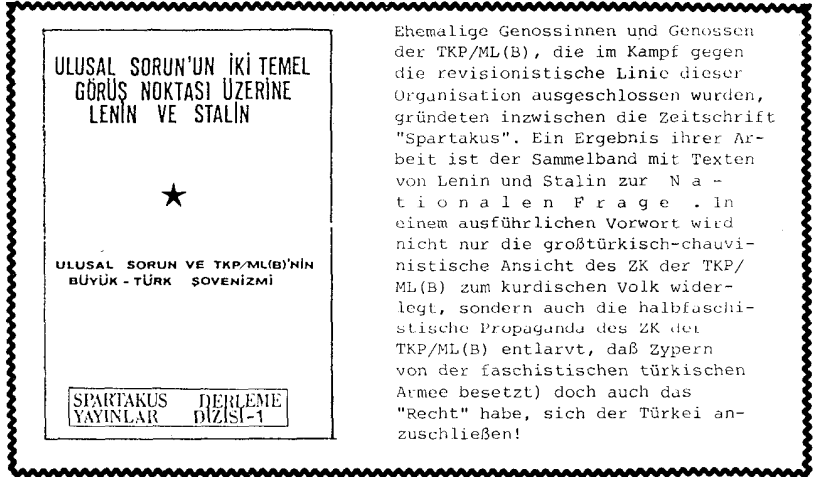 ULUSAL SORUN'UN İKİ TEMEL
GÖRÜŞ NOKTASI ÜZERİNE
LENİN VE STALİN
★
ULUSAL SORUN VE TKP/ML(B)'NİN
BÜYÜK - TÜRK ŞOVENİZMİ
SPARTAKUS DERLEME
YAYINLAR DİZİSİ-1
Ehemalige Genossinnen und Genossen
der TKP/ML(B), die im Kampf gegen
die revisionistische Linie dieser
Organisation ausgeschlossen wurden,
gründeten inzwischen die Zeitschrift
"Spartakus". Ein Ergebnis ihrer Ar-
beit ist der Sammelband mit Texten
von Lenin und Stalin zur N a -
t i o n a l e n F r a g e . In
einem ausführlichen Vorwort wird
nicht nur die großtürkisch-chauvi-
nistische Ansicht des ZK der TKP/
ML(B) zum kurdischen Volk wider-
legt, sondern auch die halbfaschi-
stische Propaganda des ZK der
TKP/ML(B) entlarvt, daß Zypern
von der faschistischen türkischen
Armee besetzt) doch auch das
"Recht" habe, sich der Türkei an-
zuschließen!